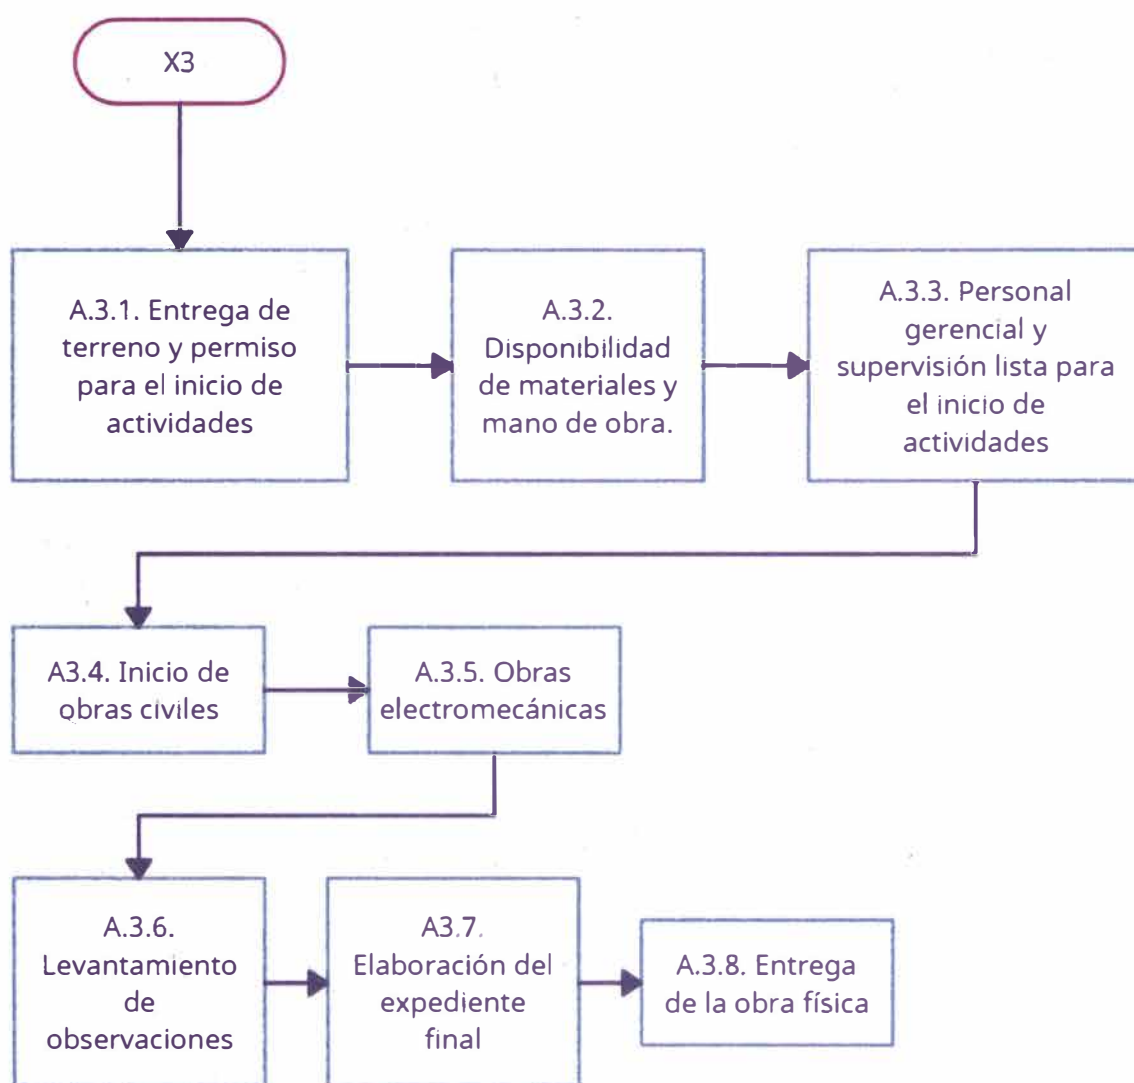 X3
A.3.1. Entrega de
terreno y permiso
para el inicio de
actividades
A.3.2.
Disponibilidad
de materiales y
mano de obra.
A.3.3. Personal
gerencial y
supervisión lista para
el inicio de
actividades
A3.4. Inicio de
obras civiles
A.3.5. Obras
electromecánicas
A.3.6.
Levantamiento
de
observaciones
A3.7.
Elaboración del
expediente
final
A.3.8. Entrega
de la obra física